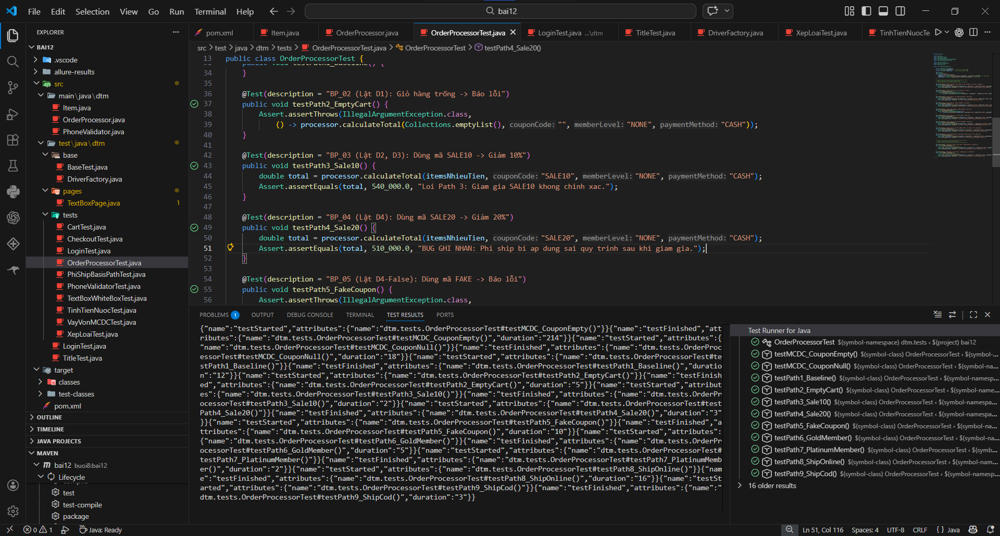 File Edit Selection View Go Run Terminal Help
bai12
EXPLORER
BAI12
.vscode
allure-results
src
main\java\dtm
Item.java
OrderProcessor.java
PhoneValidator.java
test\java\dtm
base
BaseTest.java
DriverFactory.java
pages
TextBoxPage.java 1
tests
CartTest.java
CheckoutTest.java
LoginTest.java
OrderProcessorTest.java
PhiShipBasisPathTest.java
PhoneValidatorTest.java
TextBoxWhiteBoxTest.java
TinhTienNuocTest.java
VayVonMCDCTest.java
XepLoaiTest.java
LoginTest.java
TitleTest.java
target
classes
test-classes
pom.xml
OUTLINE
TIMELINE
JAVA PROJECTS
MAVEN
bai12 buoi8:bai12
Lifecycle
test
test-compile
package
pom.xml Item.java OrderProcessor.java OrderProcessorTest.java LoginTest.java ...\dtm TitleTest.java DriverFactory.java XepLoaiTest.java TinhTienNuocTe
src > test > java > dtm > tests > OrderProcessorTest.java > OrderProcessorTest > testPath4_Sale20()
13 public class OrderProcessorTest {
34 }
35
36 @Test(description = "BP_02 (Lật D1): Giỏ hàng trống -> Báo lỗi")
37 public void testPath2_EmptyCart() {
38 Assert.assertThrows(IllegalArgumentException.class,
39 () -> processor.calculateTotal(Collections.emptyList(), couponCode: "", memberLevel: "NONE", paymentMethod: "CASH"));
40 }
41
42 @Test(description = "BP_03 (Lật D2, D3): Dùng mã SALE10 -> Giảm 10%")
43 public void testPath3_Sale10() {
44 double total = processor.calculateTotal(itemsNhieuTien, couponCode: "SALE10", memberLevel: "NONE", paymentMethod: "CASH");
45 Assert.assertEquals(total, 540_000.0, "Loi Path 3: Giam gia SALE10 khong chinh xac.");
46 }
47
48 @Test(description = "BP_04 (Lật D4): Dùng mã SALE20 -> Giảm 20%")
49 public void testPath4_Sale20() {
50 double total = processor.calculateTotal(itemsNhieuTien, couponCode: "SALE20", memberLevel: "NONE", paymentMethod: "CASH");
51 Assert.assertEquals(total, 510_000.0, "BUG GHI NHAN: Phi ship bi ap dung sai quy trinh sau khi giam gia.");
52 }
53
54 @Test(description = "BP_05 (Lật D4-False): Dùng mã FAKE -> Báo lỗi")
55 public void testPath5_FakeCoupon() {
56 Assert.assertThrows(IllegalArgumentException.class,
PROBLEMS 1 OUTPUT DEBUG CONSOLE TERMINAL TEST RESULTS PORTS
{"name":"testStarted","attributes":{"name":"dtm.tests.OrderProcessorTest#testMCDC_CouponEmpty()"}}{"name":"testFinished","att
ributes":{"name":"dtm.tests.OrderProcessorTest#testMCDC_CouponEmpty()","duration":"214"}}{"name":"testStarted","attributes":{
"name":"dtm.tests.OrderProcessorTest#testMCDC_CouponNull()"}}{"name":"testFinished","attributes":{"name":"dtm.tests.OrderProc
essorTest#testMCDC_CouponNull()","duration":"18"}}{"name":"testStarted","attributes":{"name":"dtm.tests.OrderProcessorTest#te
stPath1_Baseline()"}}{"name":"testFinished","attributes":{"name":"dtm.tests.OrderProcessorTest#testPath1_Baseline()","duratio
n":"12"}}{"name":"testStarted","attributes":{"name":"dtm.tests.OrderProcessorTest#testPath2_EmptyCart()"}}{"name":"testFinish
ed","attributes":{"name":"dtm.tests.OrderProcessorTest#testPath2_EmptyCart()","duration":"5"}}{"name":"testStarted","attribut
es":{"name":"dtm.tests.OrderProcessorTest#testPath3_Sale10()"}}{"name":"testFinished","attributes":{"name":"dtm.tests.OrderPr
ocessorTest#testPath3_Sale10()","duration":"2"}}{"name":"testStarted","attributes":{"name":"dtm.tests.OrderProcessorTest#test
Path4_Sale20()"}}{"name":"testFinished","attributes":{"name":"dtm.tests.OrderProcessorTest#testPath4_Sale20()","duration":"3"
}}{"name":"testStarted","attributes":{"name":"dtm.tests.OrderProcessorTest#testPath5_FakeCoupon()"}}{"name":"testFinished","a
ttributes":{"name":"dtm.tests.OrderProcessorTest#testPath5_FakeCoupon()","duration":"10"}}{"name":"testStarted","attributes":
{"name":"dtm.tests.OrderProcessorTest#testPath6_GoldMember()"}}{"name":"testFinished","attributes":{"name":"dtm.tests.OrderPr
ocessorTest#testPath6_GoldMember()","duration":"5"}}{"name":"testStarted","attributes":{"name":"dtm.tests.OrderProcessorTest#
testPath7_PlatinumMember()"}}{"name":"testFinished","attributes":{"name":"dtm.tests.OrderProcessorTest#testPath7_PlatinumMemb
er()","duration":"2"}}{"name":"testStarted","attributes":{"name":"dtm.tests.OrderProcessorTest#testPath8_ShipOnline()"}}{"nam
e":"testFinished","attributes":{"name":"dtm.tests.OrderProcessorTest#testPath8_ShipOnline()","duration":"16"}}{"name":"testSt
arted","attributes":{"name":"dtm.tests.OrderProcessorTest#testPath9_ShipCod()"}}{"name":"testFinished","attributes":{"name":"
dtm.tests.OrderProcessorTest#testPath9_ShipCod()","duration":"3"}}
Test Runner for Java
OrderProcessorTest $(symbol-namespace) dtm.tests < $(project) bai12
testMCDC_CouponEmpty() $(symbol-class) OrderProcessorTest < $(symbol-...
testMCDC_CouponNull() $(symbol-class) OrderProcessorTest < $(symbol-na...
testPath1_Baseline() $(symbol-class) OrderProcessorTest < $(symbol-namesp...
testPath2_EmptyCart() $(symbol-class) OrderProcessorTest < $(symbol-name...
testPath3_Sale10() $(symbol-class) OrderProcessorTest < $(symbol-namespa...
testPath4_Sale20() $(symbol-class) OrderProcessorTest < $(symbol-namespa...
testPath5_FakeCoupon() $(symbol-class) OrderProcessorTest < $(symbol-na...
testPath6_GoldMember() $(symbol-class) OrderProcessorTest < $(symbol-na...
testPath7_PlatinumMember() $(symbol-class) OrderProcessorTest < $(symb...
testPath8_ShipOnline() $(symbol-class) OrderProcessorTest < $(symbol-nam...
testPath9_ShipCod() $(symbol-class) OrderProcessorTest < $(symbol-namesp...
16 older results
0 1 Java: Ready
Ln 51, Col 116 Spaces: 4 UTF-8 CRLF { } Java